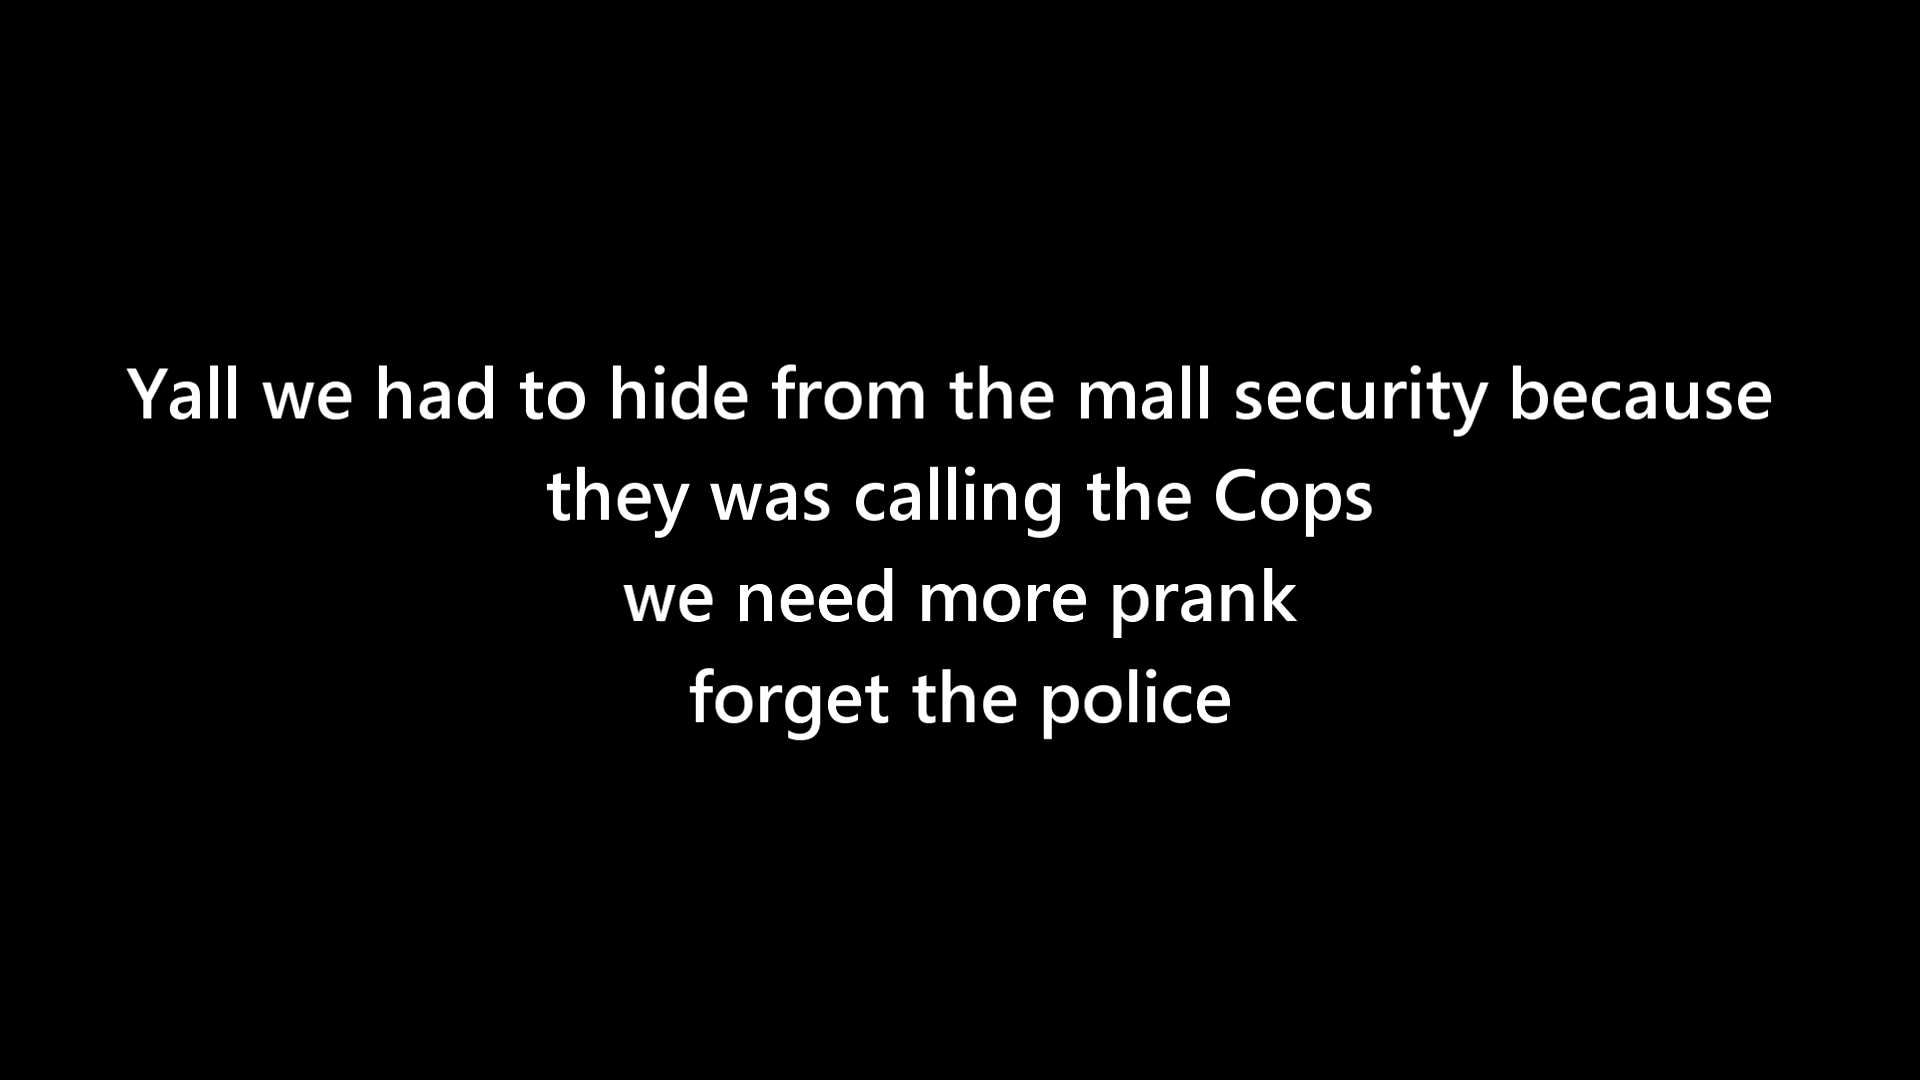 Yall we had to hide from the mall security because
they was calling the Cops
we need more prank
forget the police